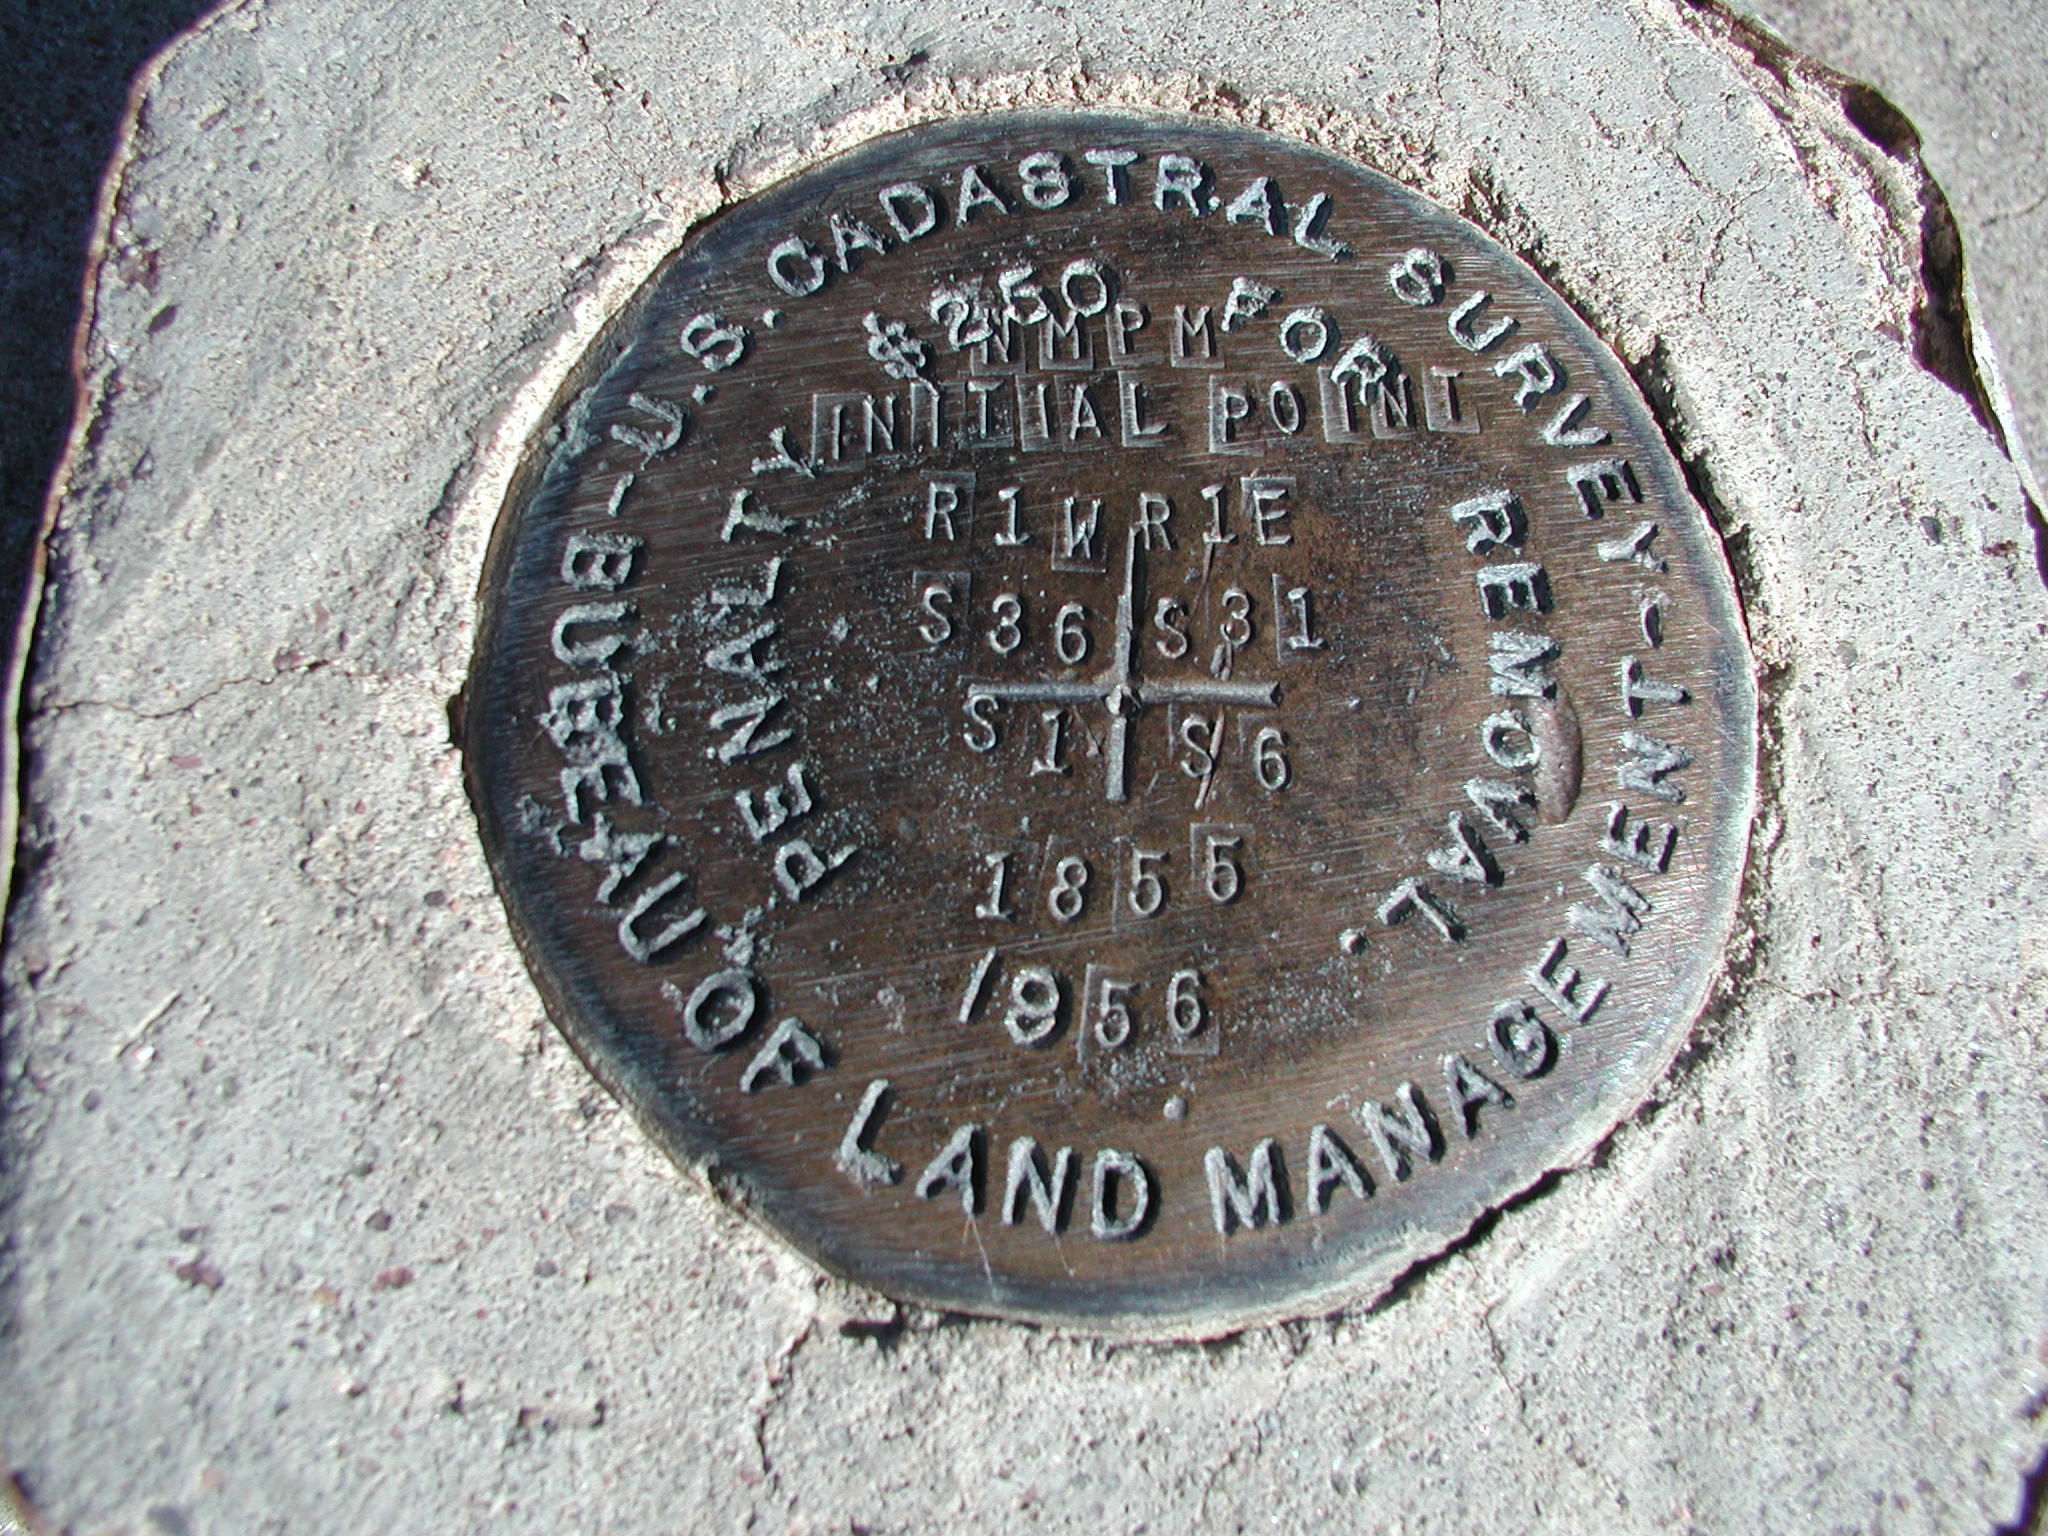 U.S. CADASTRAL SURVEY-
BUREAU OF LAND MANAGEMENT-
PENALTY $250 FOR REMOVAL.
NMPM
INITIAL POINT
R1W R1E
S36 S31
S1 S6
1855
1956